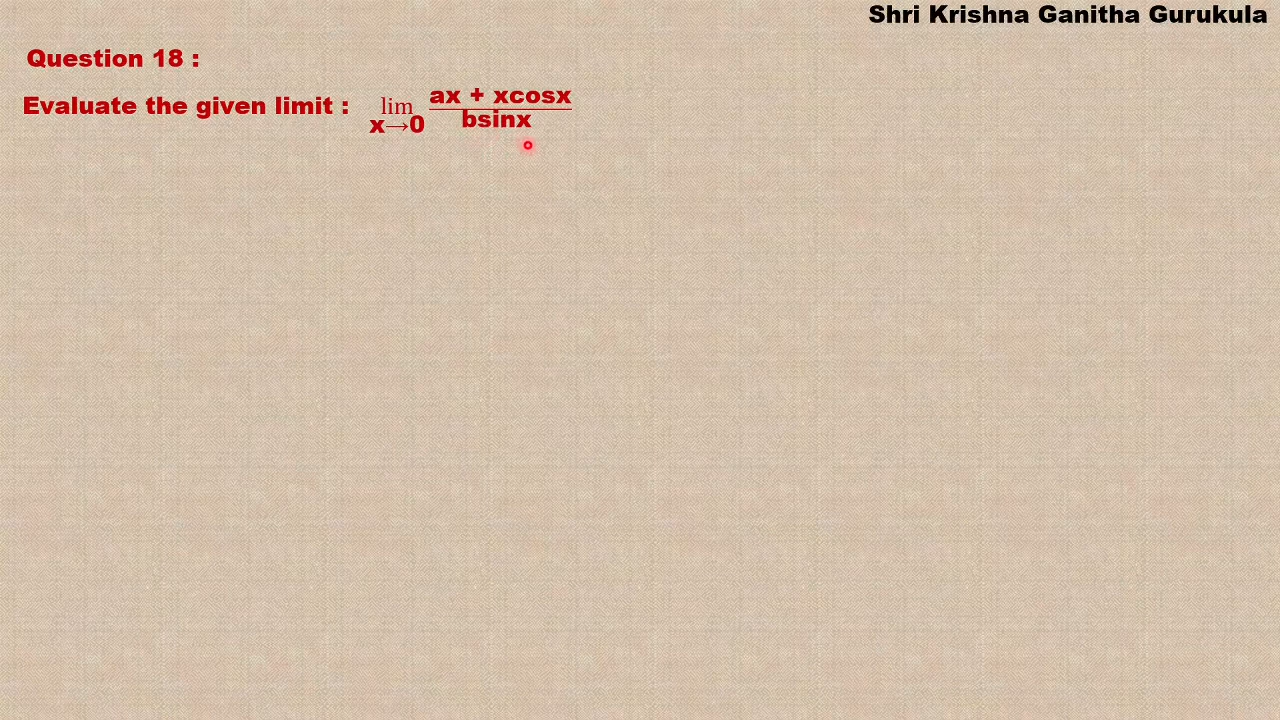 Shri Krishna Ganitha Gurukula
Question 18 :
Evaluate the given limit : lim x→0 ax + xcosx / bsinx